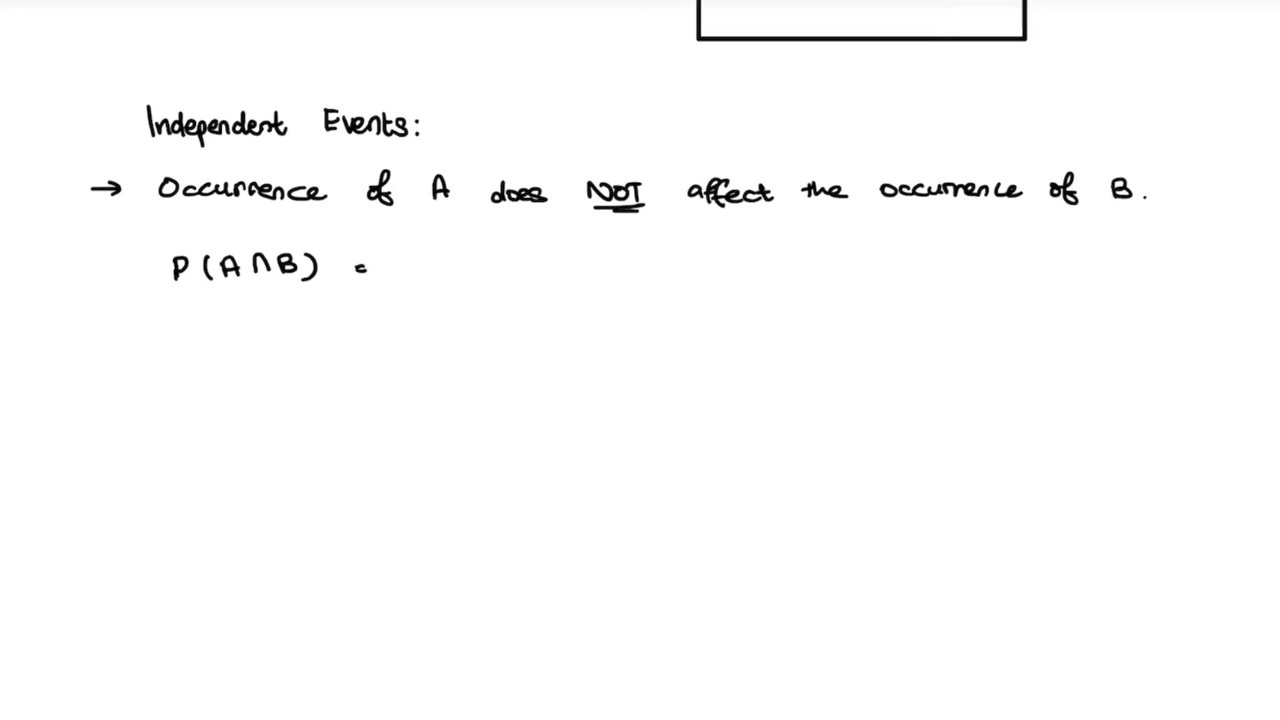 Independent Events:
→ Occurrence of A does NOT affect the occurrence of B.
P(A∩B) =